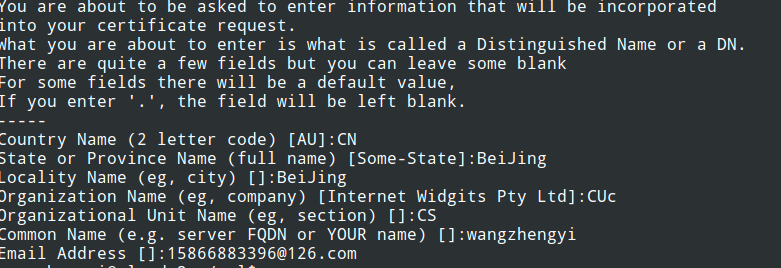 You are about to be asked to enter information that will be incorporated
into your certificate request.
What you are about to enter is what is called a Distinguished Name or a DN.
There are quite a few fields but you can leave some blank
For some fields there will be a default value,
If you enter '.', the field will be left blank.
-----
Country Name (2 letter code) [AU]:CN
State or Province Name (full name) [Some-State]:BeiJing
Locality Name (eg, city) []:BeiJing
Organization Name (eg, company) [Internet Widgits Pty Ltd]:CUc
Organizational Unit Name (eg, section) []:CS
Common Name (e.g. server FQDN or YOUR name) []:wangzhengyi
Email Address []:15866883396@126.com